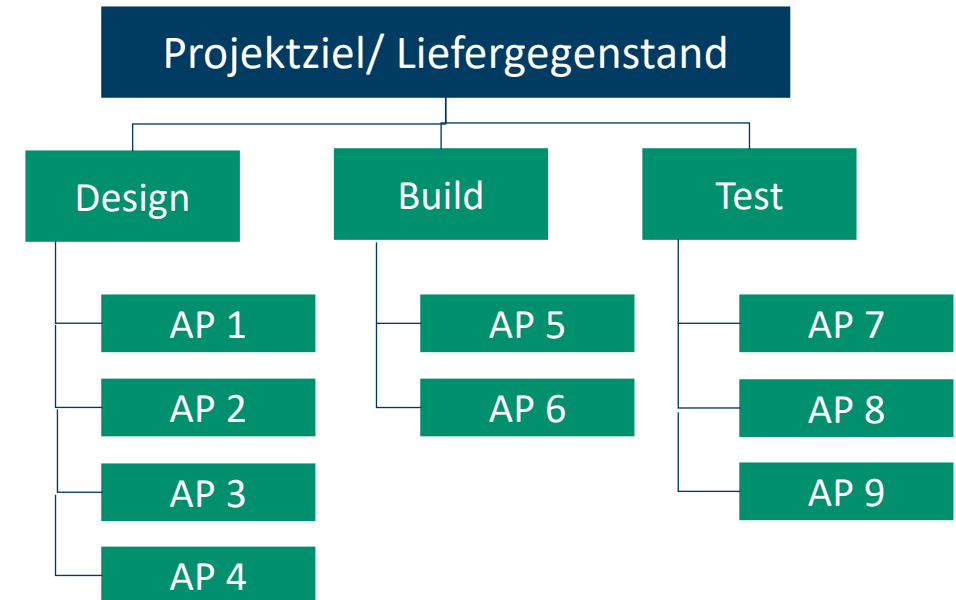 Projektziel/ Liefergegenstand
Design
Build
Test
AP 1
AP 5
AP 7
AP 2
AP 6
AP 8
AP 3
AP 9
AP 4